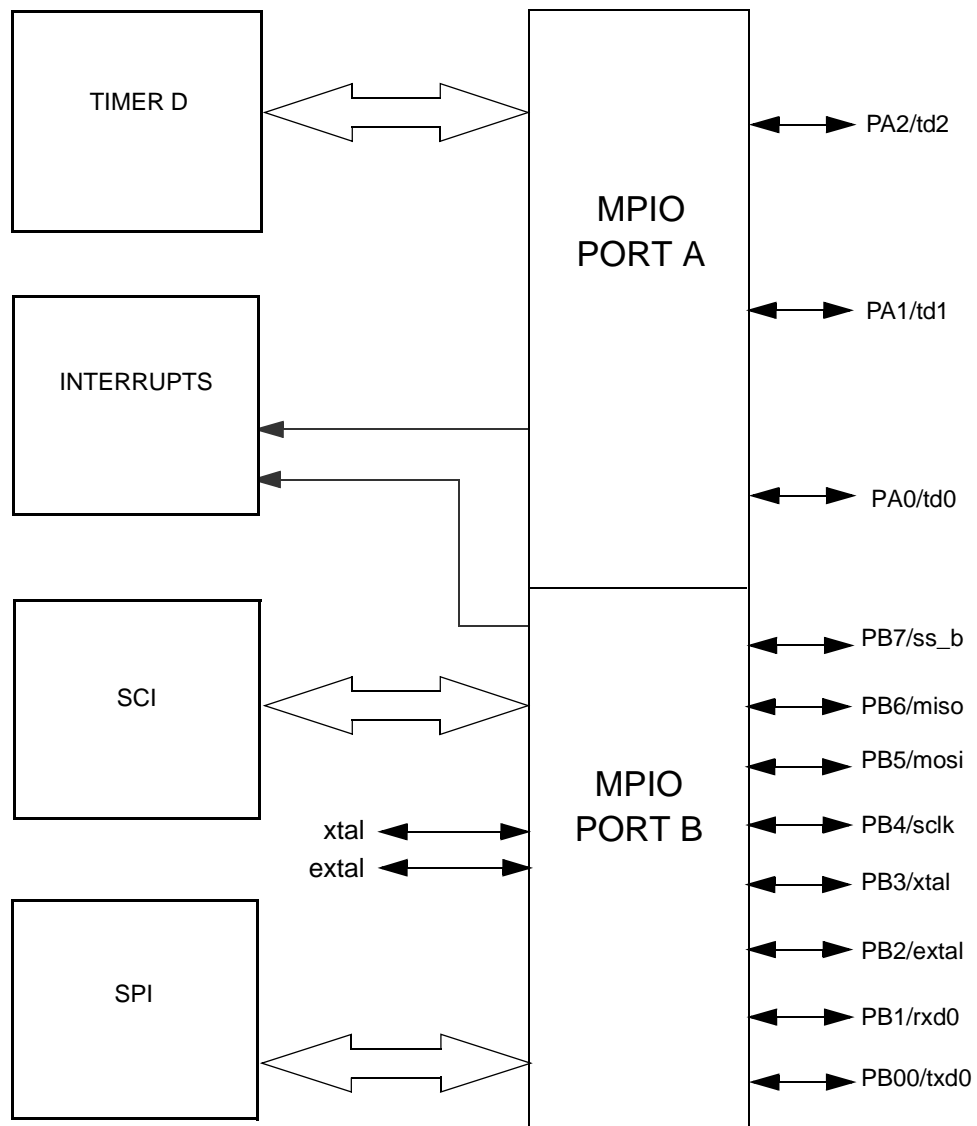 TIMER D
MPIO
PORT A
PA2/td2
PA1/td1
INTERRUPTS
PA0/td0
SCI
MPIO
PORT B
xtal
extal
PB7/ss_b
PB6/miso
PB5/mosi
PB4/sclk
PB3/xtal
PB2/extal
PB1/rxd0
PB00/txd0
SPI